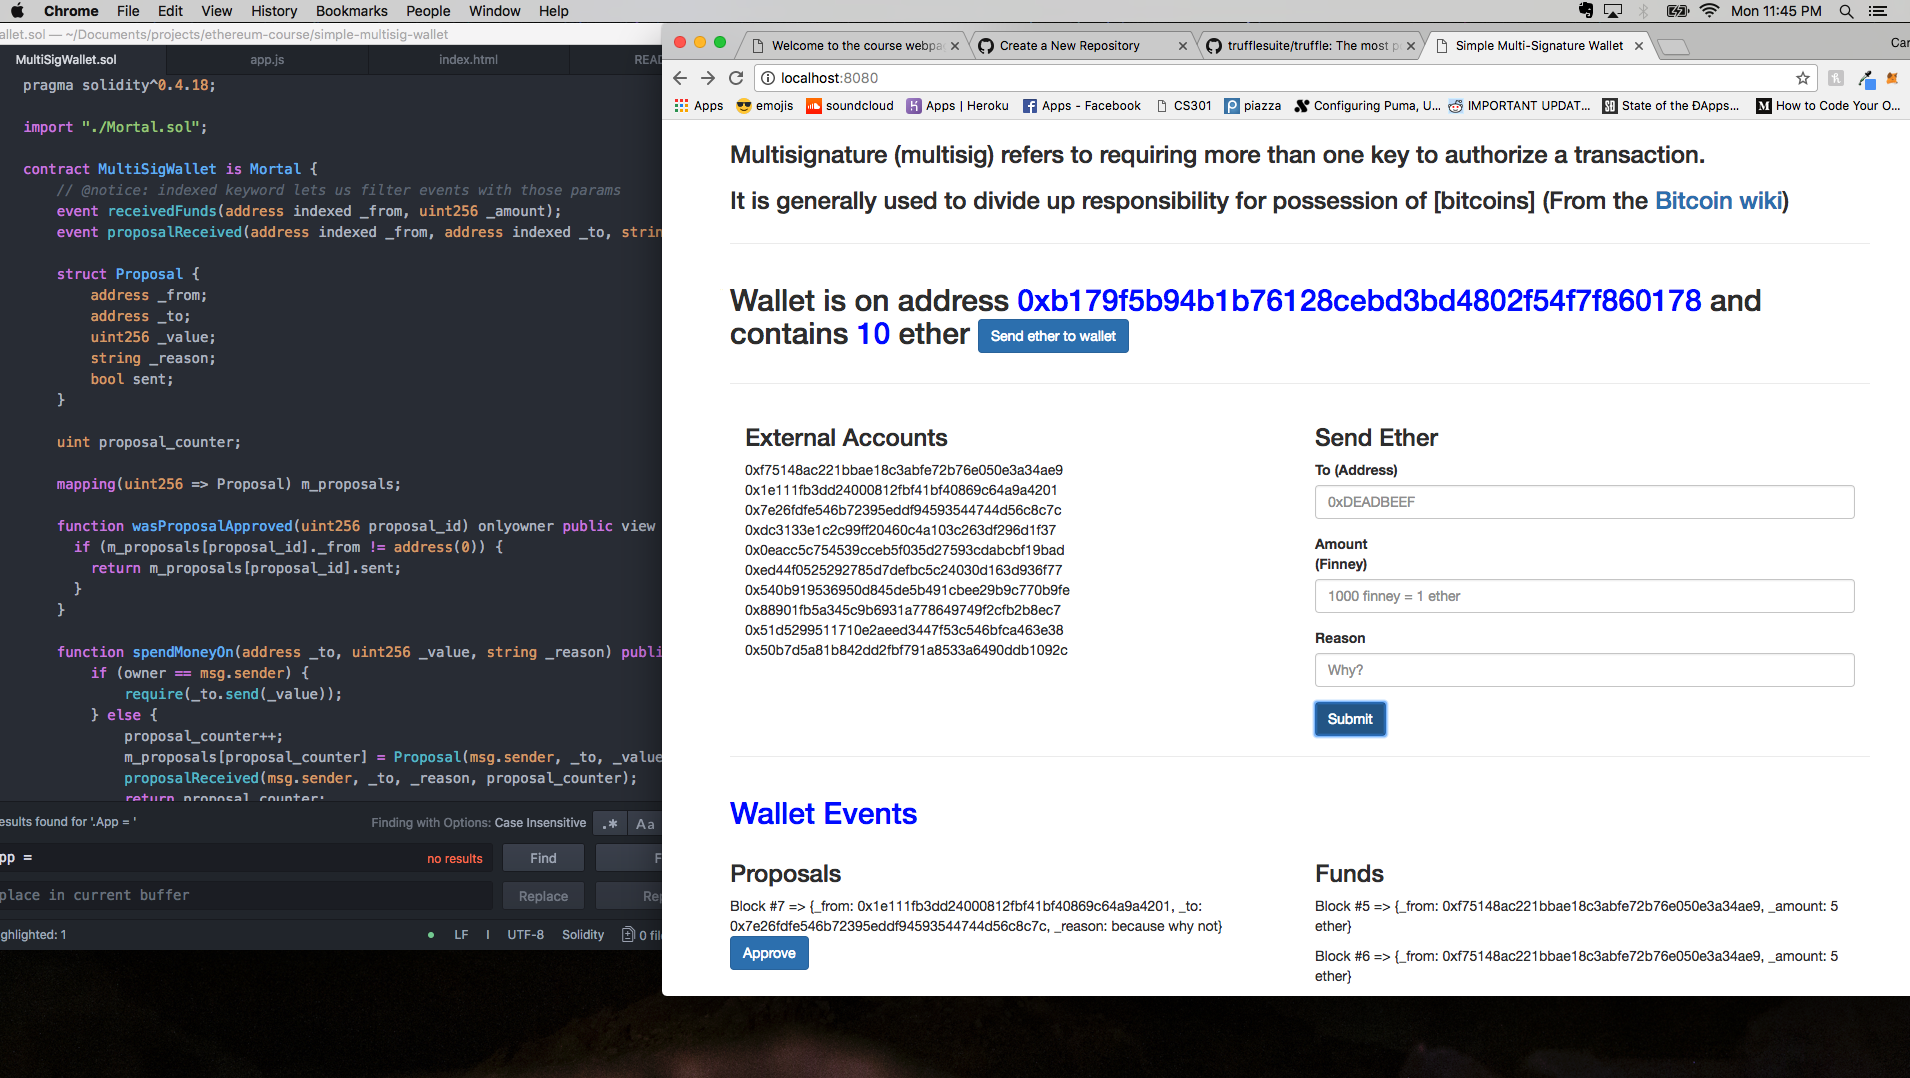 Chrome File Edit View History Bookmarks People Window Help Mon 11:45 PM
allet.sol — ~/Documents/projects/ethereum-course/simple-multisig-wallet
MultiSigWallet.sol app.js index.html READ
pragma solidity^0.4.18;
import "./Mortal.sol";
contract MultiSigWallet is Mortal {
// @notice: indexed keyword lets us filter events with those params
event receivedFunds(address indexed _from, uint256 _amount);
event proposalReceived(address indexed _from, address indexed _to, strin
struct Proposal {
address _from;
address _to;
uint256 _value;
string _reason;
bool sent;
}
uint proposal_counter;
mapping(uint256 => Proposal) m_proposals;
function wasProposalApproved(uint256 proposal_id) onlyowner public view
if (m_proposals[proposal_id]._from != address(0)) {
return m_proposals[proposal_id].sent;
}
}
function spendMoneyOn(address _to, uint256 _value, string _reason) publi
if (owner == msg.sender) {
require(_to.send(_value));
} else {
proposal_counter++;
m_proposals[proposal_counter] = Proposal(msg.sender, _to, _value
proposalReceived(msg.sender, _to, _reason, proposal_counter);
return proposal_counter;
esults found for '.App = ' Finding with Options: Case Insensitive .* Aa
pp = no results Find F
place in current buffer Replace Re
ghlighted: 1 LF I UTF-8 Solidity 0 file
Welcome to the course webpa Create a New Repository trufflesuite/truffle: The most p Simple Multi-Signature Wallet Car
localhost:8080
Apps emojis soundcloud Apps | Heroku Apps - Facebook CS301 piazza Configuring Puma, U... IMPORTANT UPDAT... State of the ÐApps... How to Code Your O...
Multisignature (multisig) refers to requiring more than one key to authorize a transaction.
It is generally used to divide up responsibility for possession of [bitcoins] (From the Bitcoin wiki)
Wallet is on address 0xb179f5b94b1b76128cebd3bd4802f54f7f860178 and
contains 10 ether Send ether to wallet
External Accounts
0xf75148ac221bbae18c3abfe72b76e050e3a34ae9
0x1e111fb3dd24000812fbf41bf40869c64a9a4201
0x7e26fdfe546b72395eddf94593544744d56c8c7c
0xdc3133e1c2c99ff20460c4a103c263df296d1f37
0x0eacc5c754539cceb5f035d27593cdabcbf19bad
0xed44f0525292785d7defbc5c24030d163d936f77
0x540b919536950d845de5b491cbee29b9c770b9fe
0x88901fb5a345c9b6931a778649749f2cfb2b8ec7
0x51d5299511710e2aeed3447f53c546bfca463e38
0x50b7d5a81b842dd2fbf791a8533a6490ddb1092c
Send Ether
To (Address)
0xDEADBEEF
Amount
(Finney)
1000 finney = 1 ether
Reason
Why?
Submit
Wallet Events
Proposals
Block #7 => {_from: 0x1e111fb3dd24000812fbf41bf40869c64a9a4201, _to:
0x7e26fdfe546b72395eddf94593544744d56c8c7c, _reason: because why not}
Approve
Funds
Block #5 => {_from: 0xf75148ac221bbae18c3abfe72b76e050e3a34ae9, _amount: 5
ether}
Block #6 => {_from: 0xf75148ac221bbae18c3abfe72b76e050e3a34ae9, _amount: 5
ether}